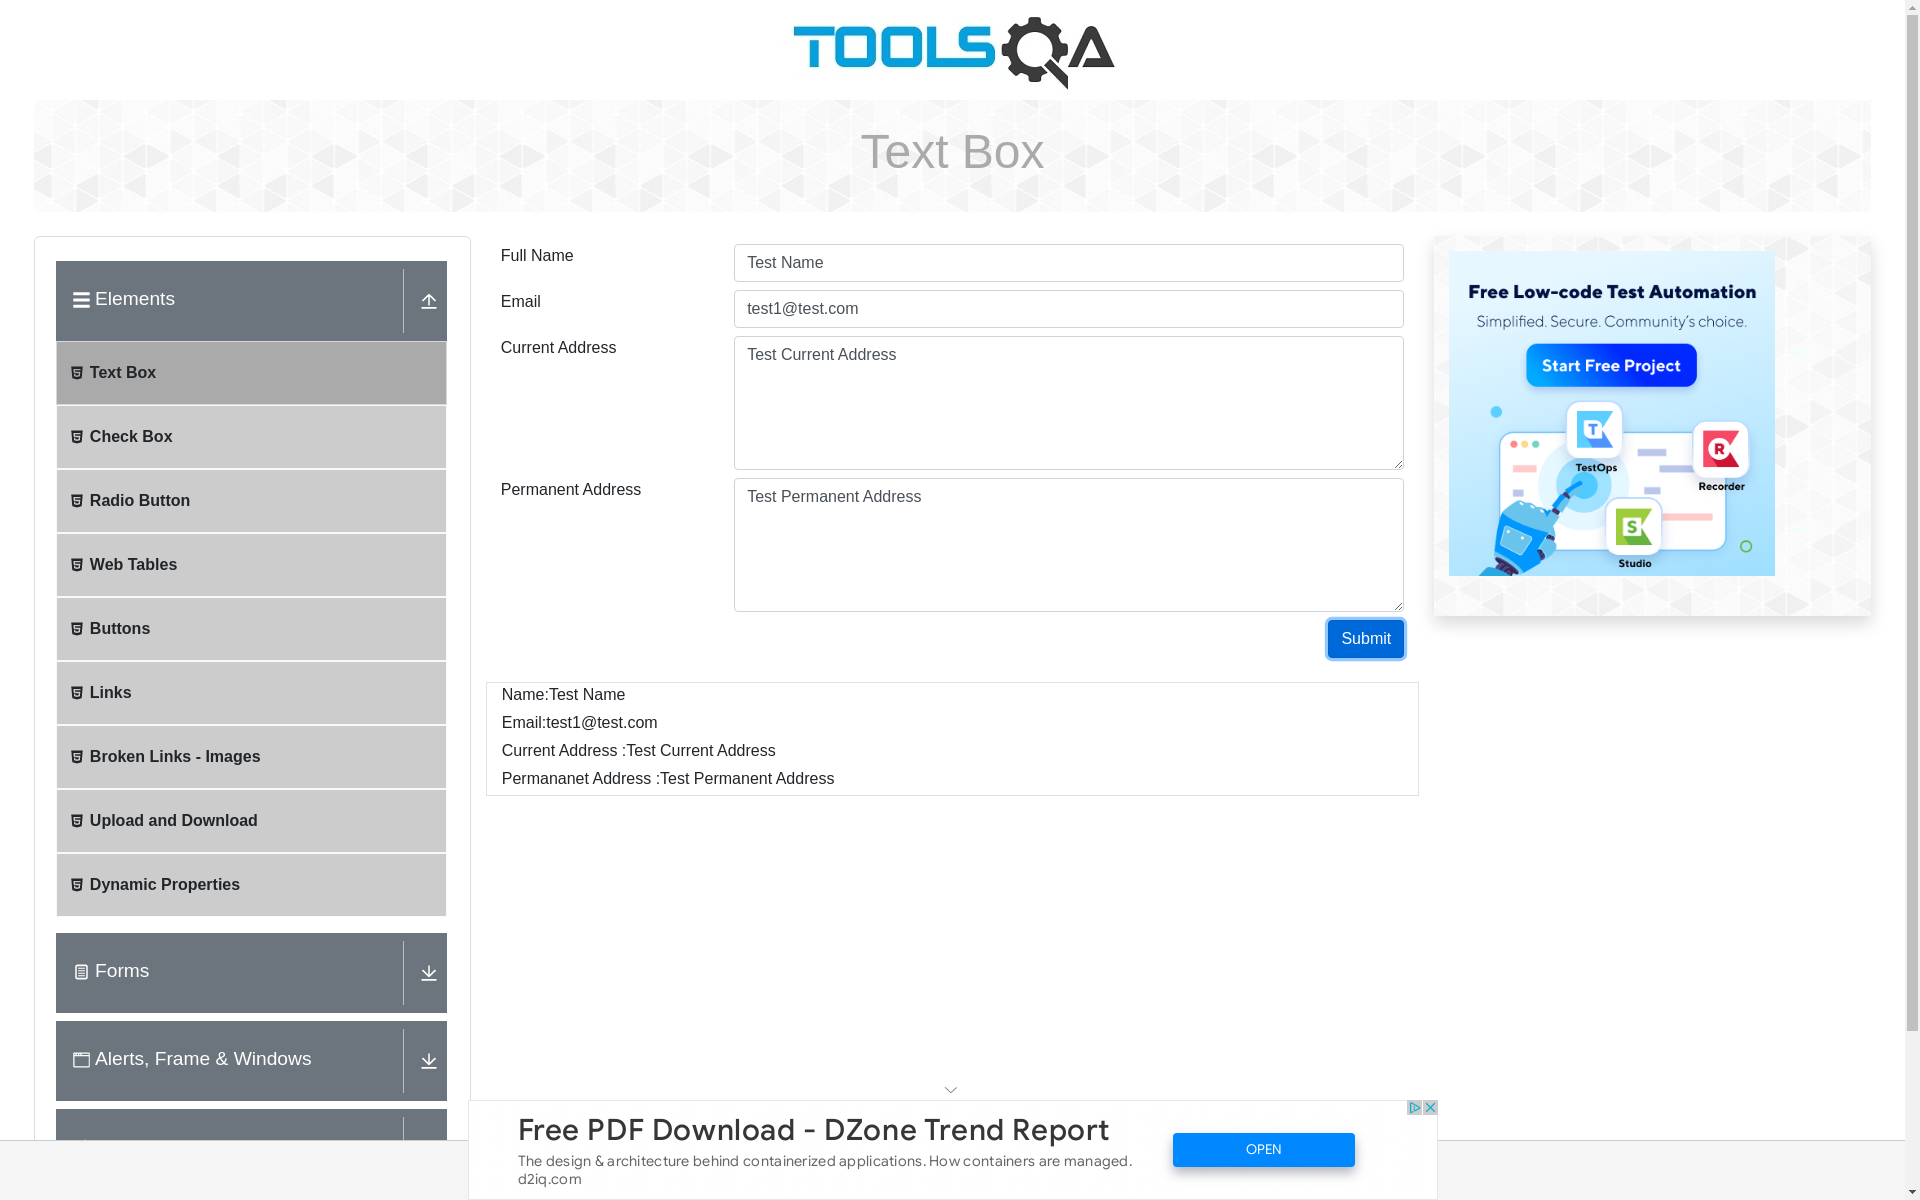 TOOLSQA
Text Box
Elements
Text Box
Check Box
Radio Button
Web Tables
Buttons
Links
Broken Links - Images
Upload and Download
Dynamic Properties
Forms
Alerts, Frame & Windows
Full Name
Test Name
Email
test1@test.com
Current Address
Test Current Address
Permanent Address
Test Permanent Address
Submit
Name:Test Name
Email:test1@test.com
Current Address :Test Current Address
Permananet Address :Test Permanent Address
Free Low-code Test Automation
Simplified. Secure. Community's choice.
Start Free Project
T
TestOps
R
Recorder
S
Studio
Free PDF Download - DZone Trend Report
The design & architecture behind containerized applications. How containers are managed.
d2iq.com
OPEN